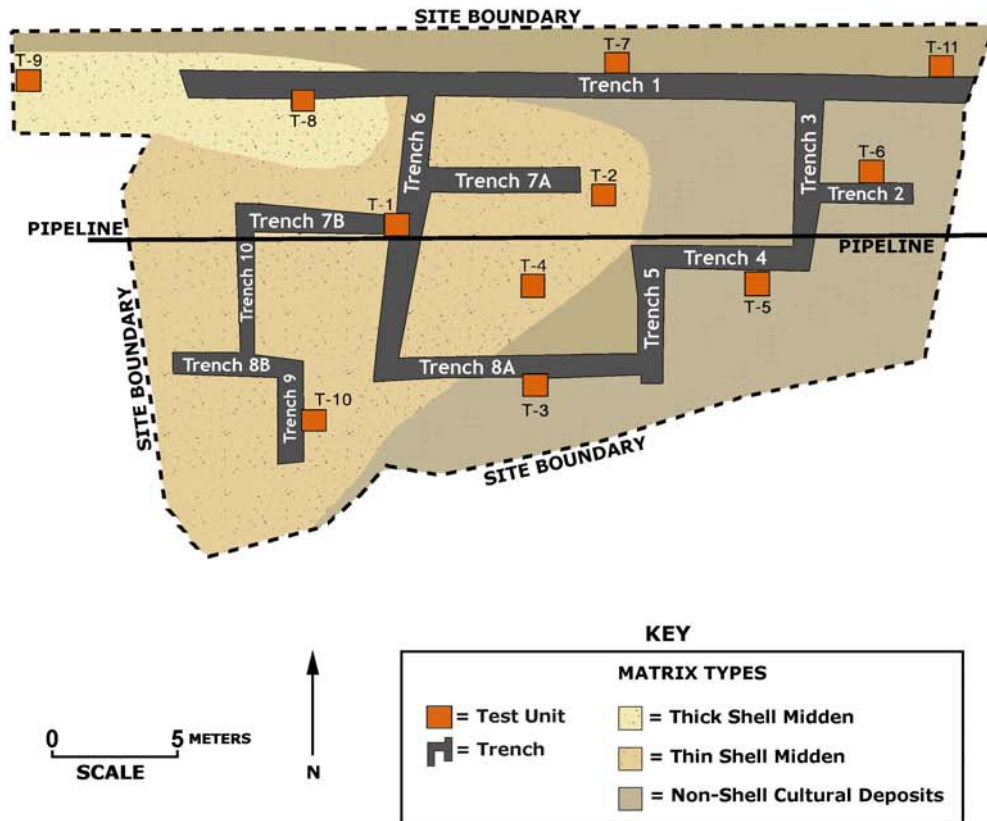 SITE BOUNDARY
T-9
T-7
T-11
Trench 1
T-8
Trench 6
Trench 3
T-6
Trench 7A
T-2
Trench 2
T-1
Trench 7B
PIPELINE
PIPELINE
Trench 10
Trench 4
T-4
Trench 5
T-5
SITE BOUNDARY
Trench 8B
Trench 8A
Trench 9
T-3
T-10
SITE BOUNDARY
KEY
MATRIX TYPES
= Test Unit
= Trench
= Thick Shell Midden
= Thin Shell Midden
= Non-Shell Cultural Deposits
0 5 METERS
SCALE
N